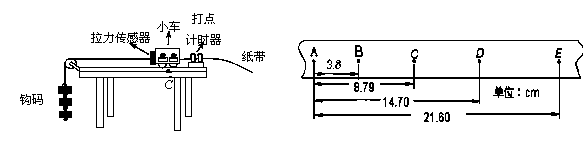 打点
小车
拉力传感器
计时器
纸带
钩码
A B C D E
3.8
8.79
14.70
单位:cm
21.60